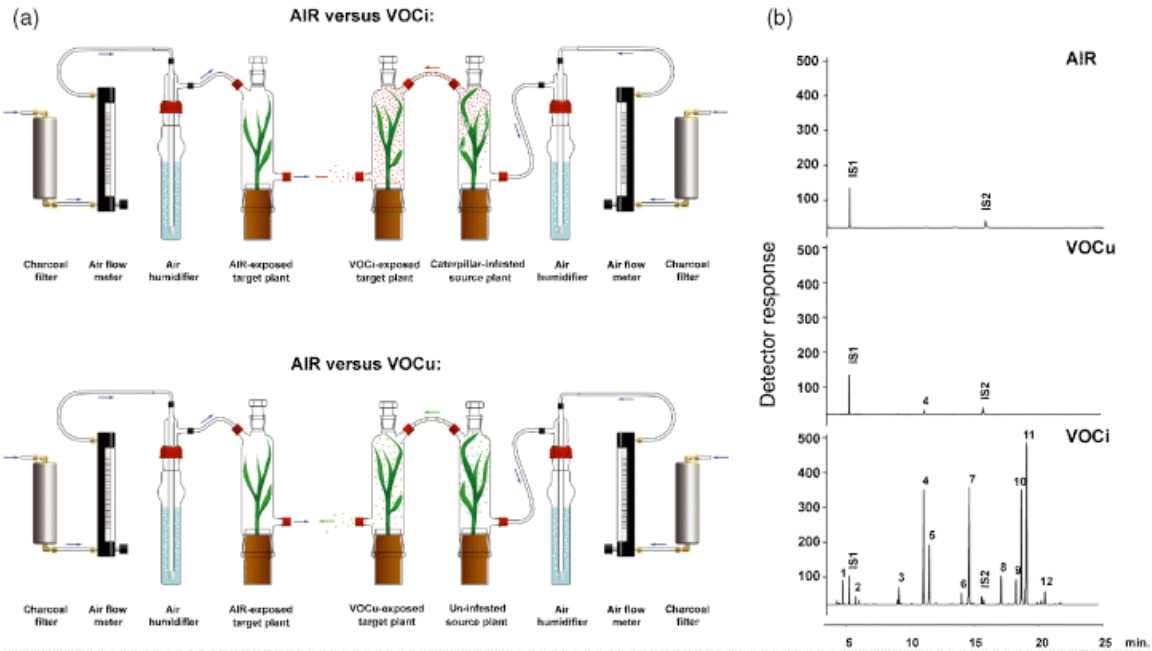 (a)
AIR versus VOCi:
Charcoal filter
Air flow meter
Air humidifier
AIR-exposed target plant
VOCi-exposed target plant
Caterpillar-infested source plant
Air humidifier
Air flow meter
Charcoal filter
AIR versus VOCu:
Charcoal filter
Air flow meter
Air humidifier
AIR-exposed target plant
VOCu-exposed target plant
Un-infested source plant
Air humidifier
Air flow meter
Charcoal filter
(b)
Detector response
AIR
500
400
300
200
100
IS1
IS2
VOCu
500
400
300
200
100
IS1
4
IS2
VOCi
500
400
300
200
100
1
IS1
2
3
4
5
6
7
IS2
8
9
10
11
12
5
10
15
20
25
min.